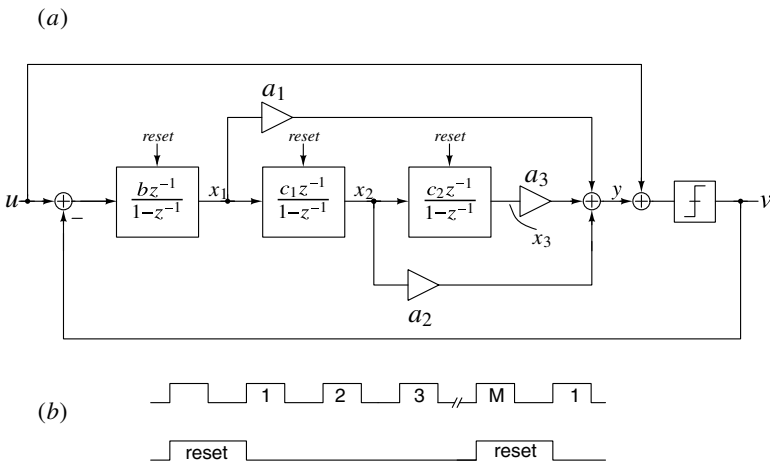 (a)
a₁
reset reset reset
u − bz⁻¹/1−z⁻¹ x₁ c₁z⁻¹/1−z⁻¹ x₂ c₂z⁻¹/1−z⁻¹ a₃ y v
x₃
a₂
(b) 1 2 3 M 1
reset reset